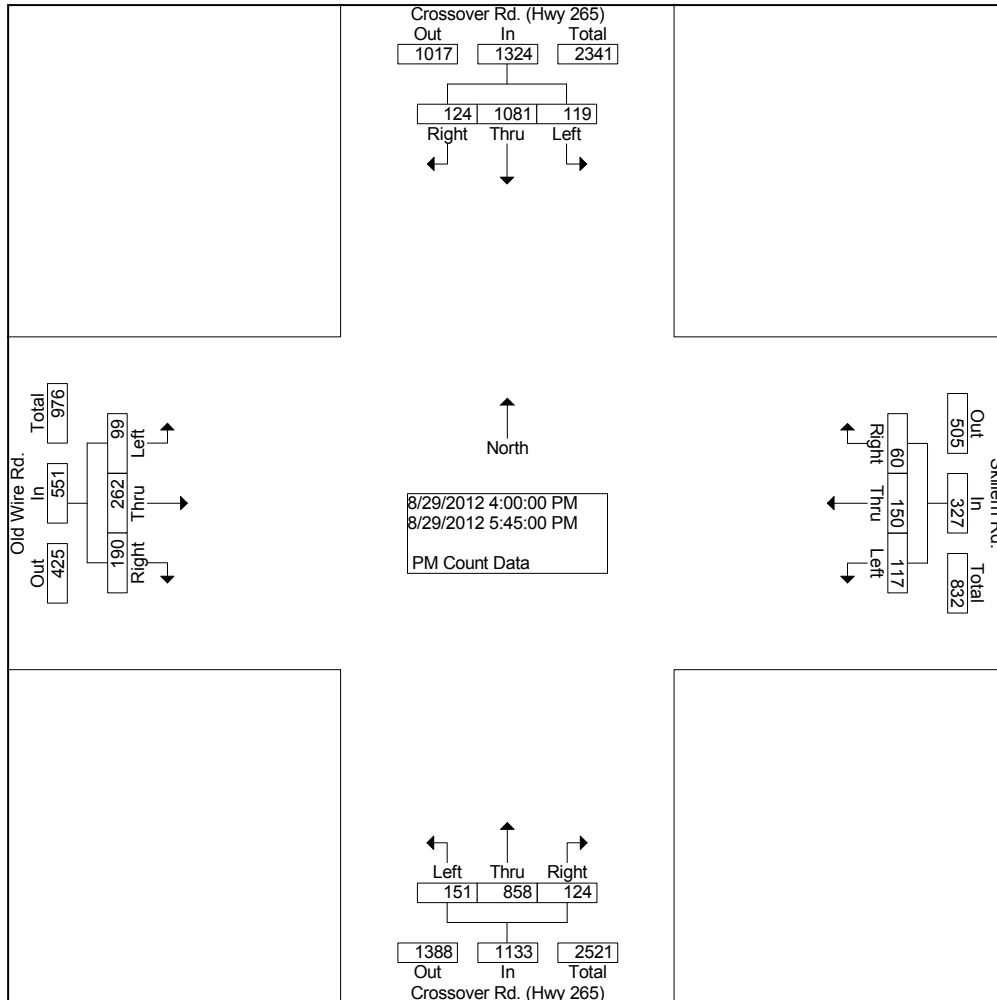 Crossover Rd. (Hwy 265)
Out In Total
1017 1324 2341
124 1081 119
Right Thru Left
Old Wire Rd.
Total In Out
976 551 425
99 262 190
Left Thru Right
North
8/29/2012 4:00:00 PM
8/29/2012 5:45:00 PM
PM Count Data
Right Thru Left
60 150 117
Out In Total
505 327 832
Rd.
Left Thru Right
151 858 124
1388 1133 2521
Out In Total
Crossover Rd. (Hwy 265)